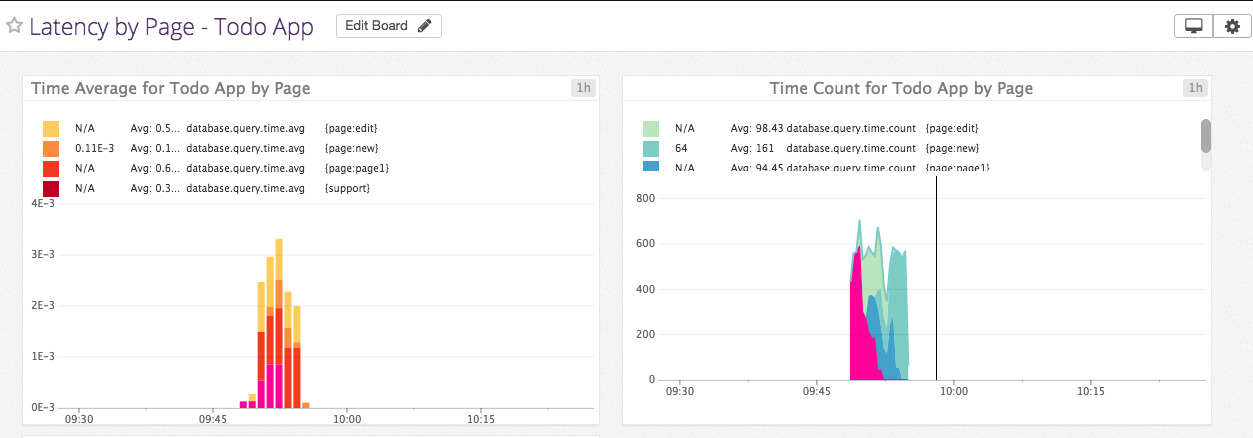 Latency by Page - Todo App
Edit Board
Time Average for Todo App by Page
1h
N/A Avg: 0.5... database.query.time.avg {page:edit}
0.11E-3 Avg: 0.1... database.query.time.avg {page:new}
N/A Avg: 0.6... database.query.time.avg {page:page1}
N/A Avg: 0.3... database.query.time.avg {support}
4E-3
3E-3
2E-3
1E-3
0E-3
09:30 09:45 10:00 10:15
Time Count for Todo App by Page
1h
N/A Avg: 98.43 database.query.time.count {page:edit}
64 Avg: 161 database.query.time.count {page:new}
N/A Avg: 94.45 database.query.time.count {page:page1}
800
600
400
200
0
09:30 09:45 10:00 10:15